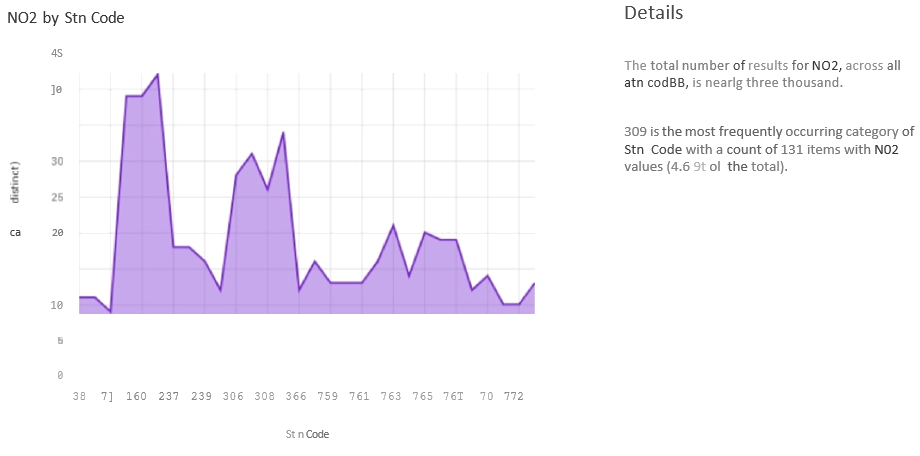 NO2 by Stn Code
4S
]0
30
25
20
10
5
0
distinct)
ca
38 7] 160 237 239 306 308 366 759 761 763 765 76T 70 772
Stn Code
Details
The total number of results for NO2, across all
atn codBB, is nearlg three thousand.
309 is the most frequently occurring category of
Stn Code with a count of 131 items with N02
values (4.6 9t ol the total).